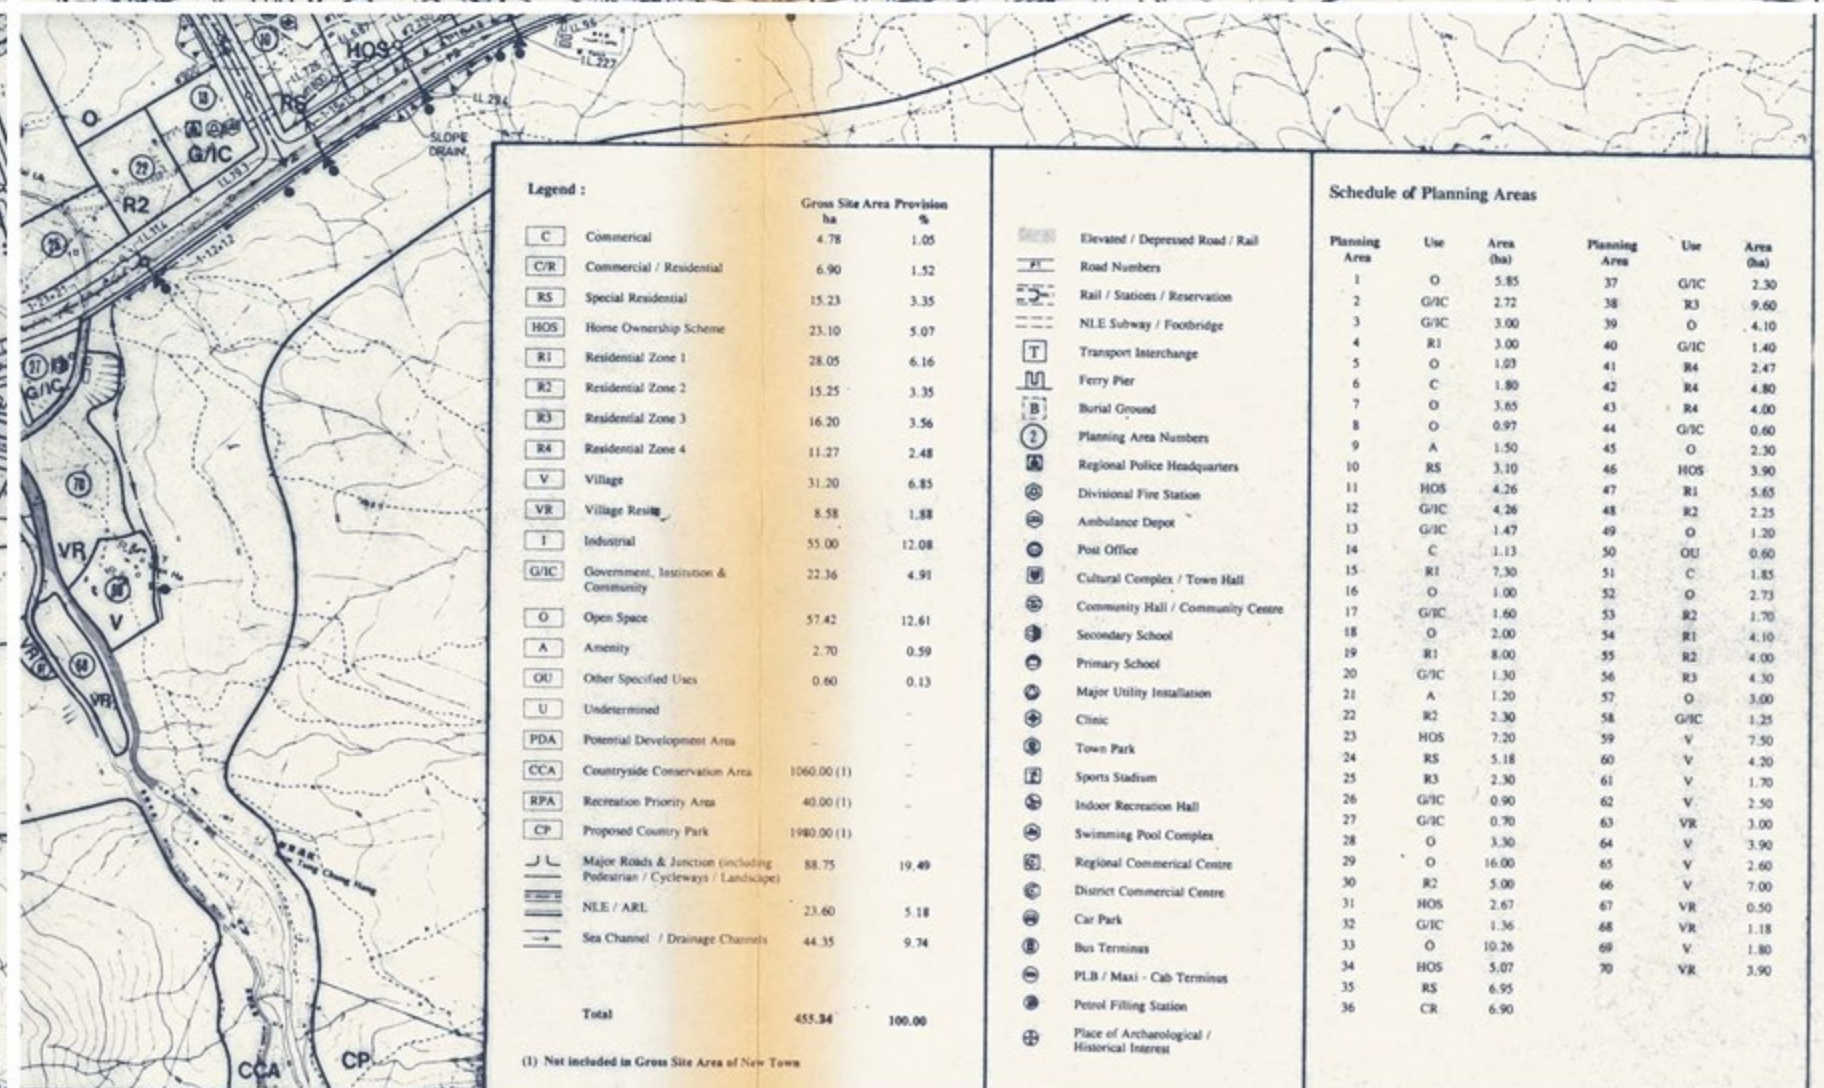 HOS
RS
O
G/IC
SLOPE
DRAIN
22
R2
27
G/IC
70
VR
V
VR
68
VR
CCA
CP
Legend :
Gross Site Area Provision
ha %
C Commerical 4.78 1.05
C/R Commercial / Residential 6.90 1.52
RS Special Residential 15.23 3.35
HOS Home Ownership Scheme 23.10 5.07
R1 Residential Zone 1 28.05 6.16
R2 Residential Zone 2 15.25 3.35
R3 Residential Zone 3 16.20 3.56
R4 Residential Zone 4 11.27 2.48
V Village 31.20 6.85
VR Village Resite 8.58 1.88
I Industrial 55.00 12.08
G/IC Government, Institution & 22.36 4.91
Community
O Open Space 57.42 12.61
A Amenity 2.70 0.59
OU Other Specified Uses 0.60 0.13
U Undetermined – –
PDA Potential Development Area – –
CCA Countryside Conservation Area 1060.00 (1) –
RPA Recreation Priority Area 40.00 (1) –
CP Proposed Country Park 1980.00 (1) –
Major Roads & Junction (including 88.75 19.49
Pedestrian / Cycleways / Landscape)
NLE / ARL 23.60 5.18
Sea Channel / Drainage Channels 44.35 9.74
Total 455.34 100.00
(1) Not included in Gross Site Area of New Town
Elevated / Depressed Road / Rail
P1 Road Numbers
Rail / Stations / Reservation
NLE Subway / Footbridge
T Transport Interchange
Ferry Pier
B Burial Ground
2 Planning Area Numbers
Regional Police Headquarters
Divisional Fire Station
Ambulance Depot
Post Office
Cultural Complex / Town Hall
Community Hall / Community Centre
Secondary School
Primary School
Major Utility Installation
Clinic
Town Park
Sports Stadium
Indoor Recreation Hall
Swimming Pool Complex
Regional Commerical Centre
District Commercial Centre
Car Park
Bus Terminus
PLB / Maxi - Cab Terminus
Petrol Filling Station
Place of Archaeological /
Historical Interest
Schedule of Planning Areas
Planning Use Area Planning Use Area
Area (ha) Area (ha)
1 O 5.85 37 G/IC 2.30
2 G/IC 2.72 38 R3 9.60
3 G/IC 3.00 39 O 4.10
4 R1 3.00 40 G/IC 1.40
5 O 1.03 41 R4 2.47
6 C 1.80 42 R4 4.80
7 O 3.65 43 R4 4.00
8 O 0.97 44 G/IC 0.60
9 A 1.50 45 O 2.30
10 RS 3.10 46 HOS 3.90
11 HOS 4.26 47 R1 5.65
12 G/IC 4.26 48 R2 2.25
13 G/IC 1.47 49 O 1.20
14 C 1.13 50 OU 0.60
15 R1 7.30 51 C 1.85
16 O 1.00 52 O 2.73
17 G/IC 1.60 53 R2 1.70
18 O 2.00 54 R1 4.10
19 R1 8.00 55 R2 4.00
20 G/IC 1.30 56 R3 4.30
21 A 1.20 57 O 3.00
22 R2 2.30 58 G/IC 1.25
23 HOS 7.20 59 V 7.50
24 RS 5.18 60 V 4.20
25 R3 2.30 61 V 1.70
26 G/IC 0.90 62 V 2.50
27 G/IC 0.70 63 VR 3.00
28 O 3.30 64 V 3.90
29 O 16.00 65 V 2.60
30 R2 5.00 66 V 7.00
31 HOS 2.67 67 VR 0.50
32 G/IC 1.36 68 VR 1.18
33 O 10.26 69 V 1.80
34 HOS 5.07 70 VR 3.90
35 RS 6.95
36 CR 6.90